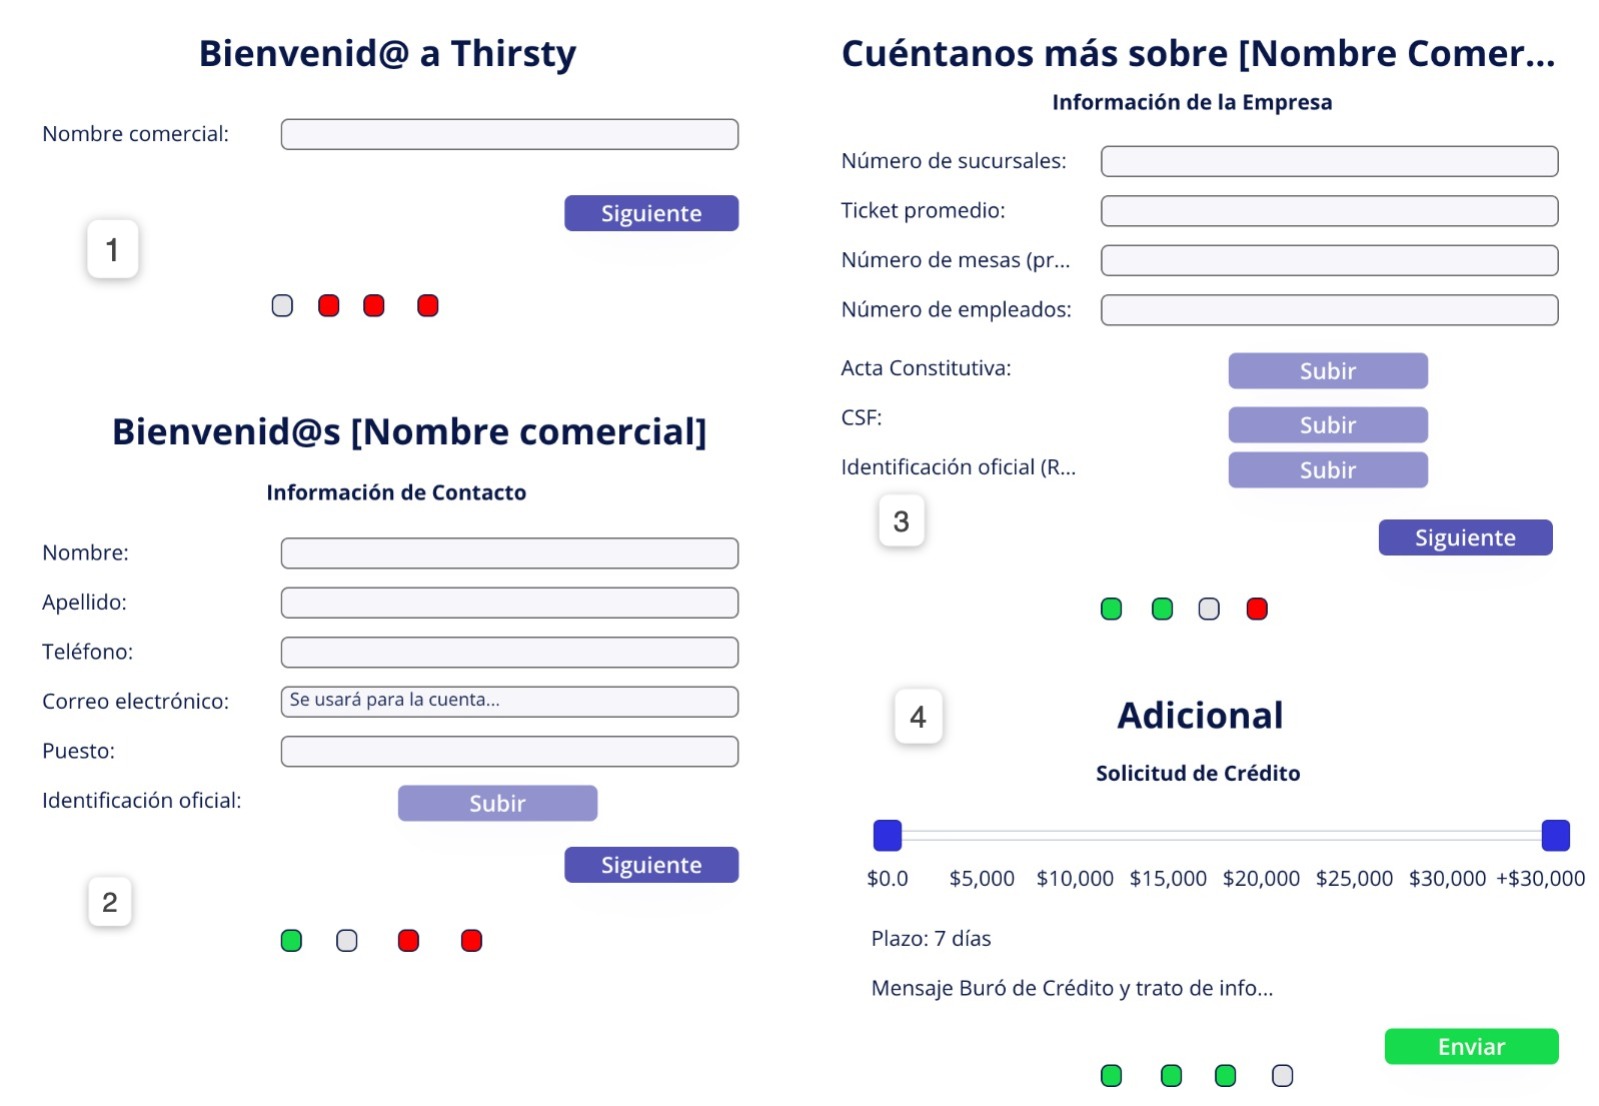 Bienvenid@ a Thirsty
Nombre comercial:
Siguiente
1
Bienvenid@s [Nombre comercial]
Información de Contacto
Nombre:
Apellido:
Teléfono:
Correo electrónico: Se usará para la cuenta...
Puesto:
Identificación oficial: Subir
Siguiente
2
Cuéntanos más sobre [Nombre Comer...
Información de la Empresa
Número de sucursales:
Ticket promedio:
Número de mesas (pr...
Número de empleados:
Acta Constitutiva: Subir
CSF: Subir
Identificación oficial (R... Subir
3
Siguiente
4
Adicional
Solicitud de Crédito
$0.0 $5,000 $10,000 $15,000 $20,000 $25,000 $30,000 +$30,000
Plazo: 7 días
Mensaje Buró de Crédito y trato de info...
Enviar